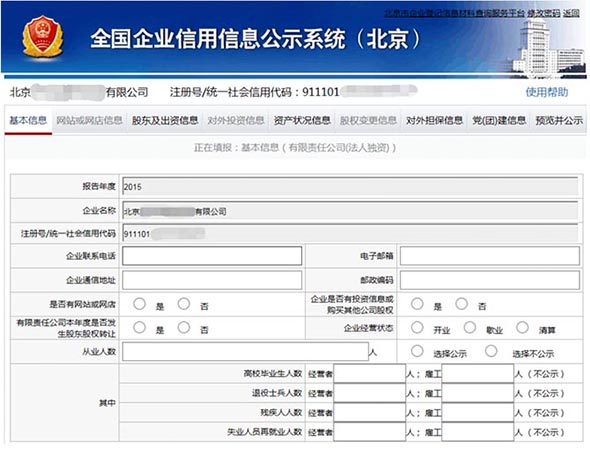 北京市企业登记信息材料查询服务平台 修改密码 返回
全国企业信用信息公示系统（北京）
北京 有限公司 注册号/统一社会信用代码：911101 使用帮助
基本信息 网站或网店信息 股东及出资信息 对外投资信息 资产状况信息 股权变更信息 对外担保信息 党(团)建信息 预览并公示
正在填报：基本信息（有限责任公司(法人独资)）
报告年度 2015
企业名称 北京 有限公司
注册号/统一社会信用代码 911101
企业联系电话 电子邮箱
企业通信地址 邮政编码
是否有网站或网店 是 否 企业是否有投资信息或
购买其他公司股权 是 否
有限责任公司本年度是否发
生股东股权转让 是 否 企业经营状态 开业 歇业 清算
从业人数 人 选择公示 选择不公示
其中
高校毕业生人数 经营者 人；雇工 人（不公示）
退役士兵人数 经营者 人；雇工 人（不公示）
残疾人人数 经营者 人；雇工 人（不公示）
失业人员再就业人数 经营者 人；雇工 人（不公示）